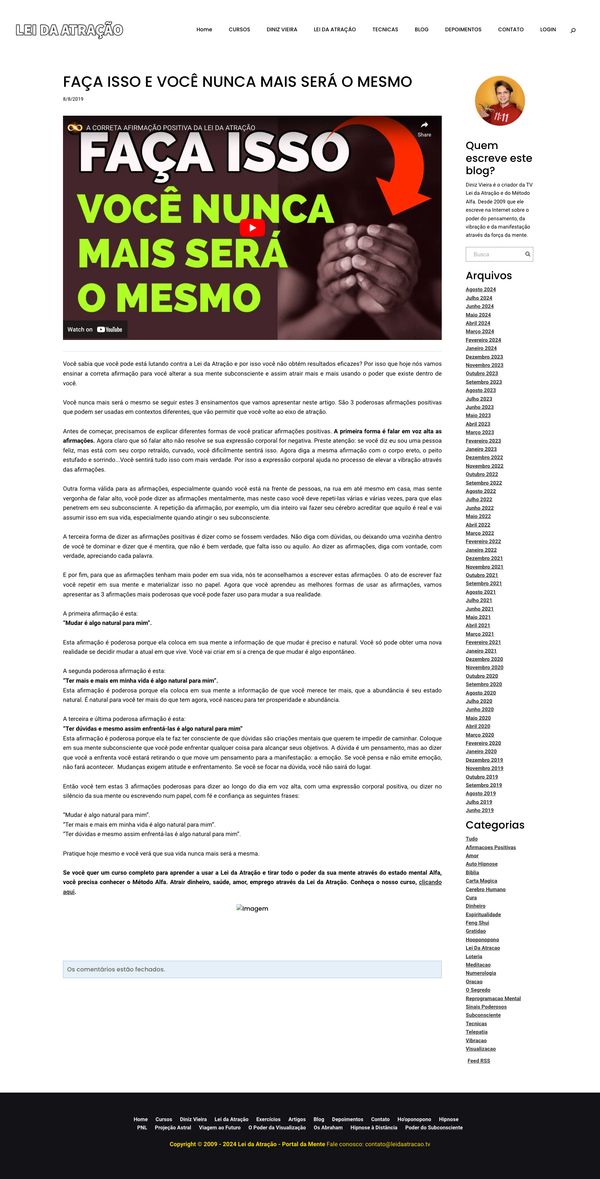 LEI DA ATRAÇÃO
Home CURSOS DINIZ VIEIRA LEI DA ATRAÇÃO TECNICAS BLOG DEPOIMENTOS CONTATO LOGIN
FAÇA ISSO E VOCÊ NUNCA MAIS SERÁ O MESMO
8/8/2019
A CORRETA AFIRMAÇÃO POSITIVA DA LEI DA ATRAÇÃO
Share
FAÇA ISSO
VOCÊ NUNCA
MAIS SERÁ
O MESMO
Watch on YouTube
Você sabia que você pode está lutando contra a Lei da Atração e por isso você não obtém resultados eficazes? Por isso que hoje nós vamos
ensinar a correta afirmação para você alterar a sua mente subconsciente e assim atrair mais e mais usando o poder que existe dentro de
você.
Você nunca mais será o mesmo se seguir estes 3 ensinamentos que vamos apresentar neste artigo. São 3 poderosas afirmações positivas
que podem ser usadas em contextos diferentes, que vão permitir que você volte ao eixo de atração.
Antes de começar, precisamos de explicar diferentes formas de você praticar afirmações positivas. A primeira forma é falar em voz alta as
afirmações. Agora claro que só falar alto não resolve se sua expressão corporal for negativa. Preste atenção: se você diz eu sou uma pessoa
feliz, mas está com seu corpo retraído, curvado, você dificilmente sentirá isso. Agora diga a mesma afirmação com o corpo ereto, o peito
estufado e sorrindo...Você sentirá tudo isso com mais verdade. Por isso a expressão corporal ajuda no processo de elevar a vibração através
das afirmações.
Outra forma válida para as afirmações, especialmente quando você está na frente de pessoas, na rua em até mesmo em casa, mas sente
vergonha de falar alto, você pode dizer as afirmações mentalmente, mas neste caso você deve repeti-las várias e várias vezes, para que elas
penetrem em seu subconsciente. A repetição da afirmação, por exemplo, um dia inteiro vai fazer seu cérebro acreditar que aquilo é real e vai
assumir isso em sua vida, especialmente quando atingir o seu subconsciente.
A terceira forma de dizer as afirmações positivas é dizer como se fossem verdades. Não diga com dúvidas, ou deixando uma vozinha dentro
de você te dominar e dizer que é mentira, que não é bem verdade, que falta isso ou aquilo. Ao dizer as afirmações, diga com vontade, com
verdade, apreciando cada palavra.
E por fim, para que as afirmações tenham mais poder em sua vida, nós te aconselhamos a escrever estas afirmações. O ato de escrever faz
você repetir em sua mente e materializar isso no papel. Agora que você aprendeu as melhores formas de usar as afirmações, vamos
apresentar as 3 afirmações mais poderosas que você pode fazer uso para mudar a sua realidade.
A primeira afirmação é esta:
"Mudar é algo natural para mim".
Esta afirmação é poderosa porque ela coloca em sua mente a informação de que mudar é preciso e natural. Você só pode obter uma nova
realidade se decidir mudar a atual em que vive. Você vai criar em si a crença de que mudar é algo espontâneo.
A segunda poderosa afirmação é esta:
"Ter mais e mais em minha vida é algo natural para mim".
Esta afirmação é poderosa porque ela coloca em sua mente a informação de que você merece ter mais, que a abundância é seu estado
natural. É natural para você ter mais do que tem agora, você nasceu para ter prosperidade e abundância.
A terceira e última poderosa afirmação é esta:
"Ter dúvidas e mesmo assim enfrentá-las é algo natural para mim"
Esta afirmação é poderosa porque ela te faz ter consciente de que dúvidas são criações mentais que querem te impedir de caminhar. Coloque
em sua mente subconsciente que você pode enfrentar qualquer coisa para alcançar seus objetivos. A dúvida é um pensamento, mas ao dizer
que você a enfrenta você estará retirando o que move um pensamento para a manifestação: a emoção. Se você pensa e não emite emoção,
não fará acontecer. Mudanças exigem atitude e enfrentamento. Se você se focar na dúvida, você não sairá do lugar.
Então você tem estas 3 afirmações poderosas para dizer ao longo do dia em voz alta, com uma expressão corporal positiva, ou dizer no
silêncio da sua mente ou escrevendo num papel, com fé e confiança as seguintes frases:
"Mudar é algo natural para mim".
"Ter mais e mais em minha vida é algo natural para mim".
"Ter dúvidas e mesmo assim enfrentá-las é algo natural para mim".
Pratique hoje mesmo e você verá que sua vida nunca mais será a mesma.
Se você quer um curso completo para aprender a usar a Lei da Atração e tirar todo o poder da sua mente através do estado mental Alfa,
você precisa conhecer o Método Alfa. Atrair dinheiro, saúde, amor, emprego através da Lei da Atração. Conheça o nosso curso, clicando
aqui.
Imagem
Os comentários estão fechados.
11:11
Quem
escreve este
blog?
Diniz Vieira é o criador da TV
Lei da Atração e do Método
Alfa. Desde 2009 que ele
escreve na Internet sobre o
poder do pensamento, da
vibração e da manifestação
através da força da mente.
Busca
Arquivos
Agosto 2024
Julho 2024
Junho 2024
Maio 2024
Abril 2024
Março 2024
Fevereiro 2024
Janeiro 2024
Dezembro 2023
Novembro 2023
Outubro 2023
Setembro 2023
Agosto 2023
Julho 2023
Junho 2023
Maio 2023
Abril 2023
Março 2023
Fevereiro 2023
Janeiro 2023
Dezembro 2022
Novembro 2022
Outubro 2022
Setembro 2022
Agosto 2022
Julho 2022
Junho 2022
Maio 2022
Abril 2022
Março 2022
Fevereiro 2022
Janeiro 2022
Dezembro 2021
Novembro 2021
Outubro 2021
Setembro 2021
Agosto 2021
Julho 2021
Junho 2021
Maio 2021
Abril 2021
Março 2021
Fevereiro 2021
Janeiro 2021
Dezembro 2020
Novembro 2020
Outubro 2020
Setembro 2020
Agosto 2020
Julho 2020
Junho 2020
Maio 2020
Abril 2020
Março 2020
Fevereiro 2020
Janeiro 2020
Dezembro 2019
Novembro 2019
Outubro 2019
Setembro 2019
Agosto 2019
Julho 2019
Junho 2019
Categorias
Tudo
Afirmacoes Positivas
Amor
Auto Hipnose
Biblia
Carta Magica
Cerebro Humano
Cura
Dinheiro
Espiritualidade
Feng Shui
Gratidao
Hooponopono
Lei Da Atracao
Loteria
Meditacao
Numerologia
Oracao
O Segredo
Reprogramacao Mental
Sinais Poderosos
Subconsciente
Tecnicas
Telepatia
Vibracao
Visualizacao
Feed RSS
Home Cursos Diniz Vieira Lei da Atração Exercícios Artigos Blog Depoimentos Contato Ho'oponopono Hipnose
PNL Projeção Astral Viagem ao Futuro O Poder da Visualização Os Abraham Hipnose à Distância Poder do Subconsciente
Copyright © 2009 - 2024 Lei da Atração - Portal da Mente Fale conosco: contato@leidaatracao.tv